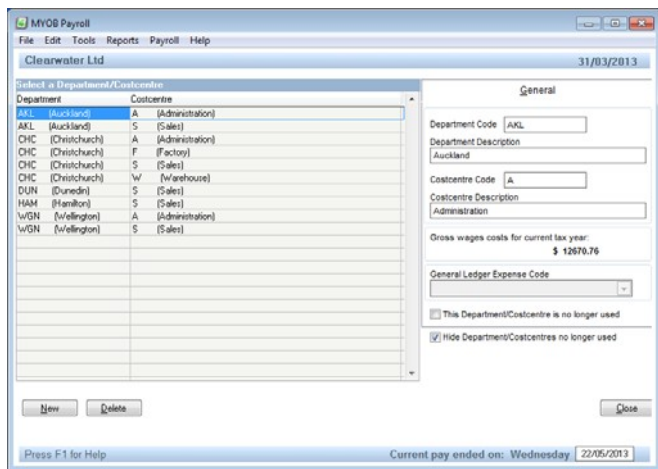 MYOB Payroll
File Edit Tools Reports Payroll Help
Clearwater Ltd 31/03/2013
Select a Department/Costcentre
Department Costcentre
AKL (Auckland) A (Administration)
AKL (Auckland) S (Sales)
CHC (Christchurch) A (Administration)
CHC (Christchurch) F (Factory)
CHC (Christchurch) S (Sales)
CHC (Christchurch) W (Warehouse)
DUN (Dunedin) S (Sales)
HAM (Hamilton) S (Sales)
WGN (Wellington) A (Administration)
WGN (Wellington) S (Sales)
General
Department Code AKL
Department Description
Auckland
Costcentre Code A
Costcentre Description
Administration
Gross wages costs for current tax year:
$ 12670.76
General Ledger Expense Code
This Department/Costcentre is no longer used
Hide Department/Costcentres no longer used
New Delete Close
Press F1 for Help Current pay ended on: Wednesday 22/05/2013